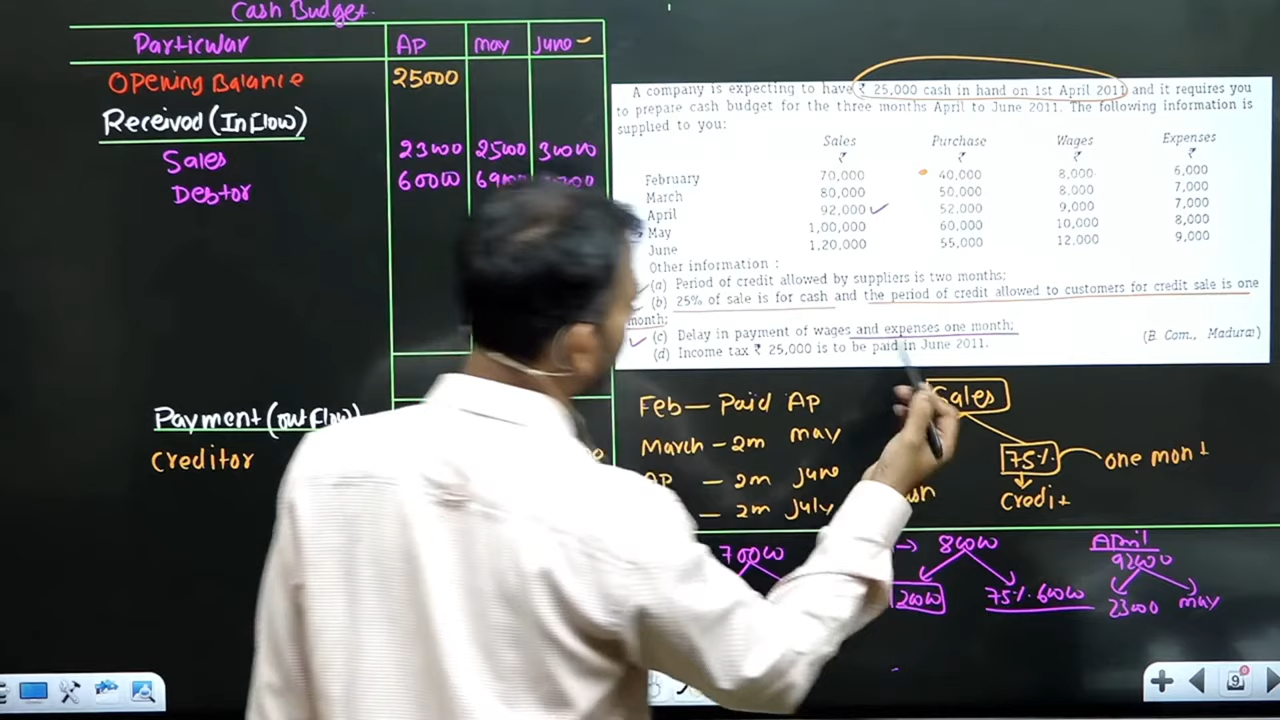 Cash Budget.
Particular AP may June
Opening Balance 25000
Received (Inflow)
Sales 23000 25000 30000
Debtor 60000
Payment (outflow)
Creditor
A company is expecting to have ₹ 25,000 cash in hand on 1st April 2011 and it requires you
to prepare cash budget for the three months April to June 2011. The following information is
supplied to you:
Sales Purchase Wages Expenses
₹ ₹ ₹ ₹
February 70,000 40,000 8,000 6,000
March 80,000 50,000 8,000 7,000
April 92,000 52,000 9,000 7,000
May 1,00,000 60,000 10,000 8,000
June 1,20,000 55,000 12,000 9,000
Other information :
(a) Period of credit allowed by suppliers is two months;
(b) 25% of sale is for cash and the period of credit allowed to customers for credit sale is one
month;
(c) Delay in payment of wages and expenses one month;
(d) Income tax ₹ 25,000 is to be paid in June 2011. (B. Com., Madurai)
Feb — Paid AP
March — 2m may
AP — 2m june
— 2m july
Sales
75% one mont
Credit
70000
80000
75% 60000
April
92000
23000 may
9